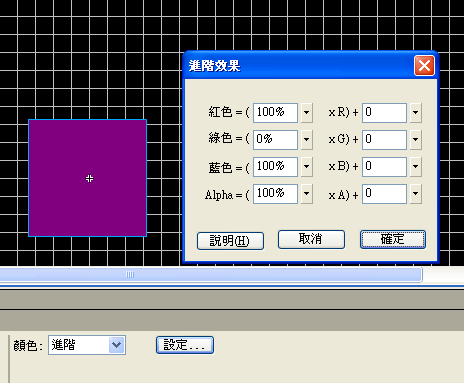 進階效果
紅色 = ( 100% x R) + 0
綠色 = ( 0% x G) + 0
藍色 = ( 100% x B) + 0
Alpha = ( 100% x A) + 0
說明(H) 取消 確定
顏色: 進階 設定...